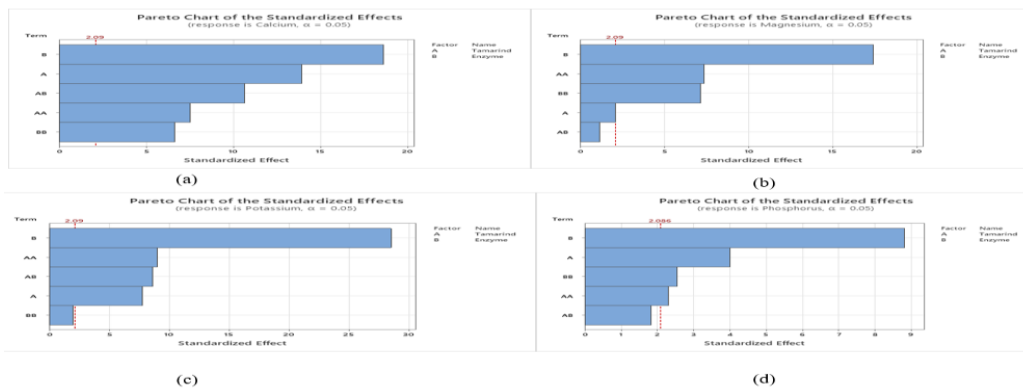 Pareto Chart of the Standardized Effects
(response is Calcium, α = 0.05)
Term
2.09
Factor Name
A Tamarind
B Enzyme
B
A
AB
AA
BB
0 5 10 15 20
Standardized Effect
(a)
Pareto Chart of the Standardized Effects
(response is Magnesium, α = 0.05)
Term
2.09
Factor Name
A Tamarind
B Enzyme
B
AA
BB
A
AB
0 5 10 15 20
Standardized Effect
(b)
Pareto Chart of the Standardized Effects
(response is Potassium, α = 0.05)
Term
2.09
Factor Name
A Tamarind
B Enzyme
B
AA
AB
A
BB
0 5 10 15 20 25 30
Standardized Effect
(c)
Pareto Chart of the Standardized Effects
(response is Phosphorus, α = 0.05)
Term
2.086
Factor Name
A Tamarind
B Enzyme
B
A
BB
AA
AB
0 1 2 3 4 5 6 7 8 9
Standardized Effect
(d)